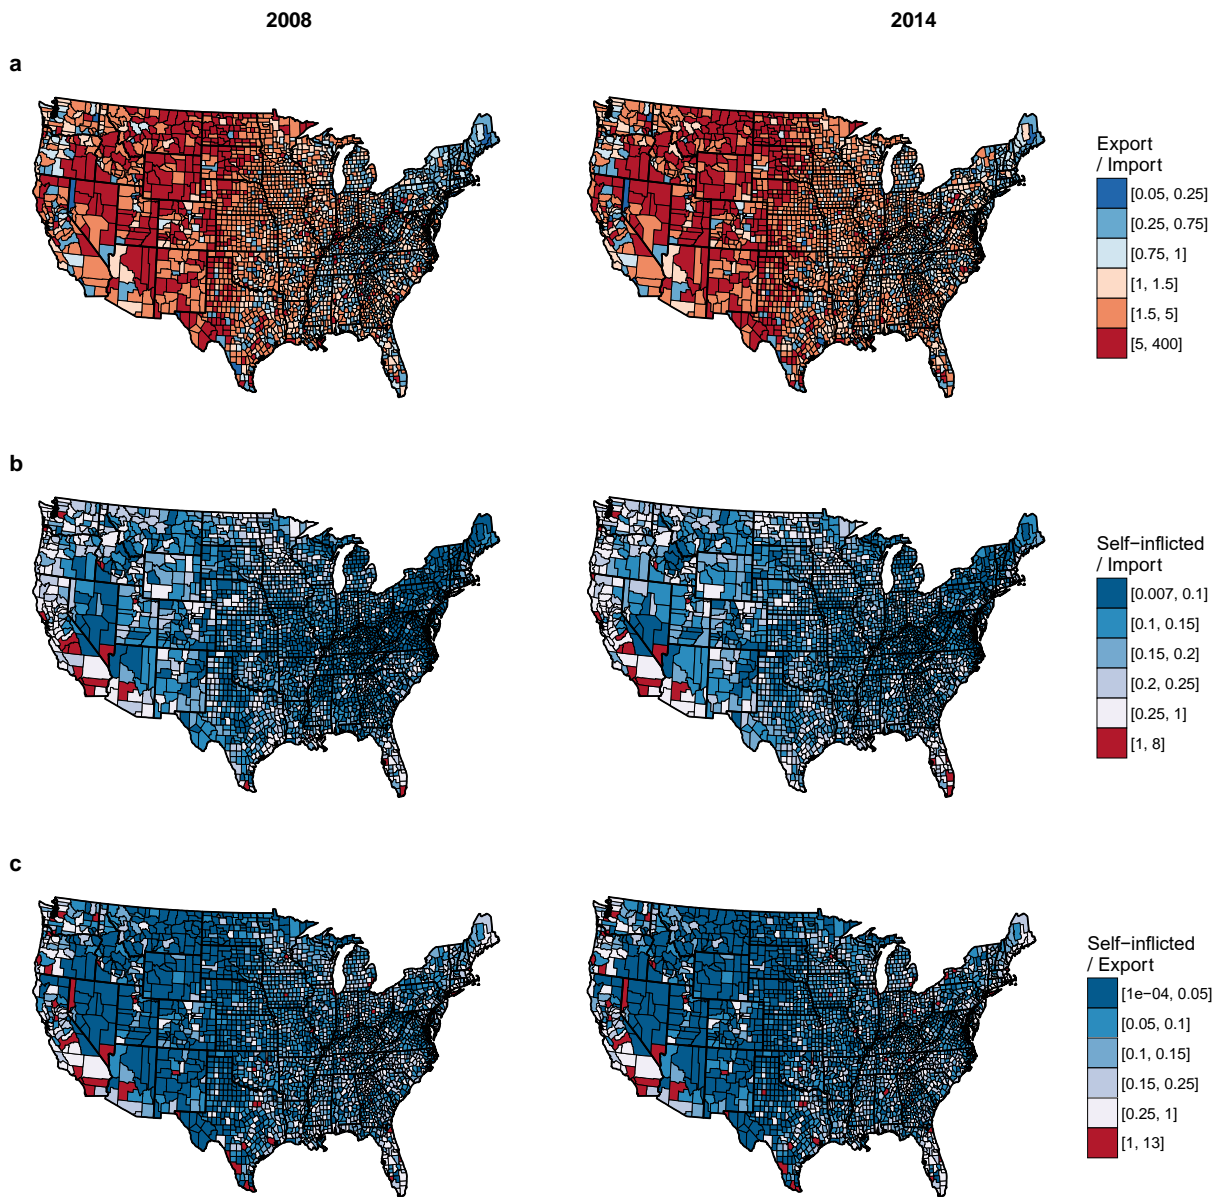 2008
2014
a
Export
/ Import
[0.05, 0.25]
[0.25, 0.75]
[0.75, 1]
[1, 1.5]
[1.5, 5]
[5, 400]
b
Self−inflicted
/ Import
[0.007, 0.1]
[0.1, 0.15]
[0.15, 0.2]
[0.2, 0.25]
[0.25, 1]
[1, 8]
c
Self−inflicted
/ Export
[1e−04, 0.05]
[0.05, 0.1]
[0.1, 0.15]
[0.15, 0.25]
[0.25, 1]
[1, 13]